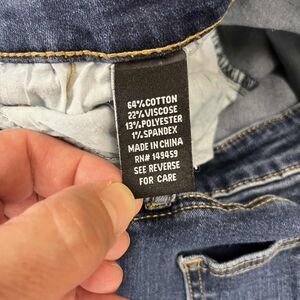 64% COTTON
22% VISCOSE
13% POLYESTER
1% SPANDEX
MADE IN CHINA
RN# 149459
SEE REVERSE
FOR CARE